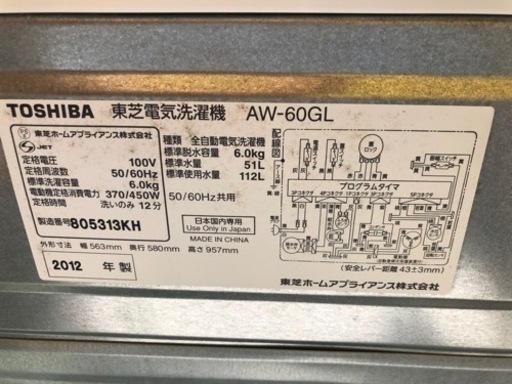 TOSHIBA 東芝電気洗濯機 AW-60GL
東芝ホームアプライアンス株式会社
JET
定格電圧 100V
定格周波数 50/60Hz
標準洗濯容量 6.0kg
電動機定格消費電力 370/450W
定格時間 洗いのみ 12分
製造番号 805313KH
種類 全自動電気洗濯機
標準脱水容量 6.0kg
標準水量 51L
標準使用水量 112L
50/60Hz共用
日本国内専用
Use Only in Japan
MADE IN CHINA
外形寸法 幅 563mm 奥行 580mm 高さ 957mm
2012 年製
配線図
蓋
ロック
プログラムタイマ
(安全レバー距離 43±3mm)
東芝ホームアプライアンス株式会社